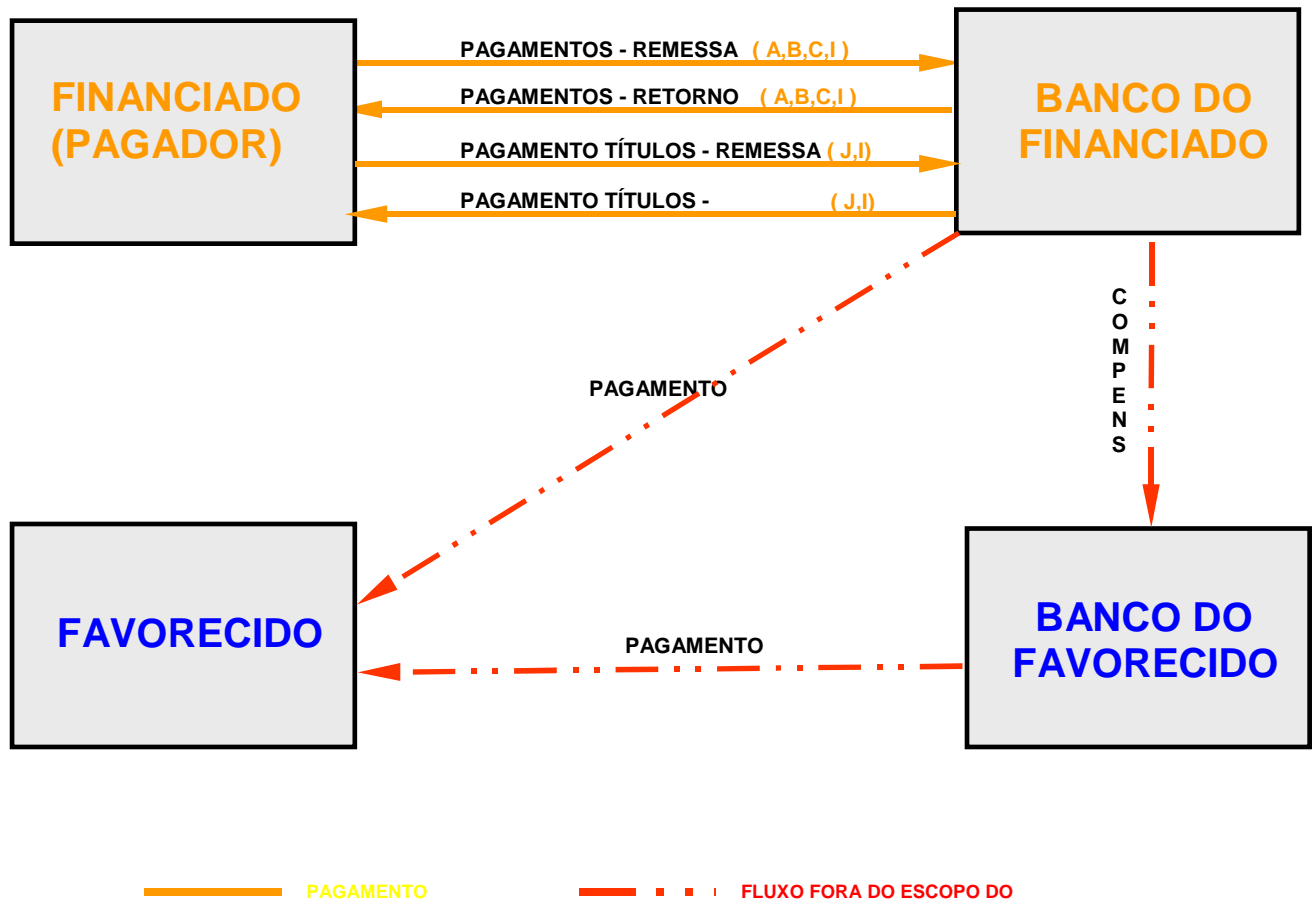 PAGAMENTOS - REMESSA ( A,B,C,I )
FINANCIADO
(PAGADOR)
PAGAMENTOS - RETORNO ( A,B,C,I )
BANCO DO
FINANCIADO
PAGAMENTO TÍTULOS - REMESSA ( J,I)
PAGAMENTO TÍTULOS - ( J,I)
C
O
M
P
E
N
S
PAGAMENTO
FAVORECIDO
PAGAMENTO
BANCO DO
FAVORECIDO
PAGAMENTO
FLUXO FORA DO ESCOPO DO